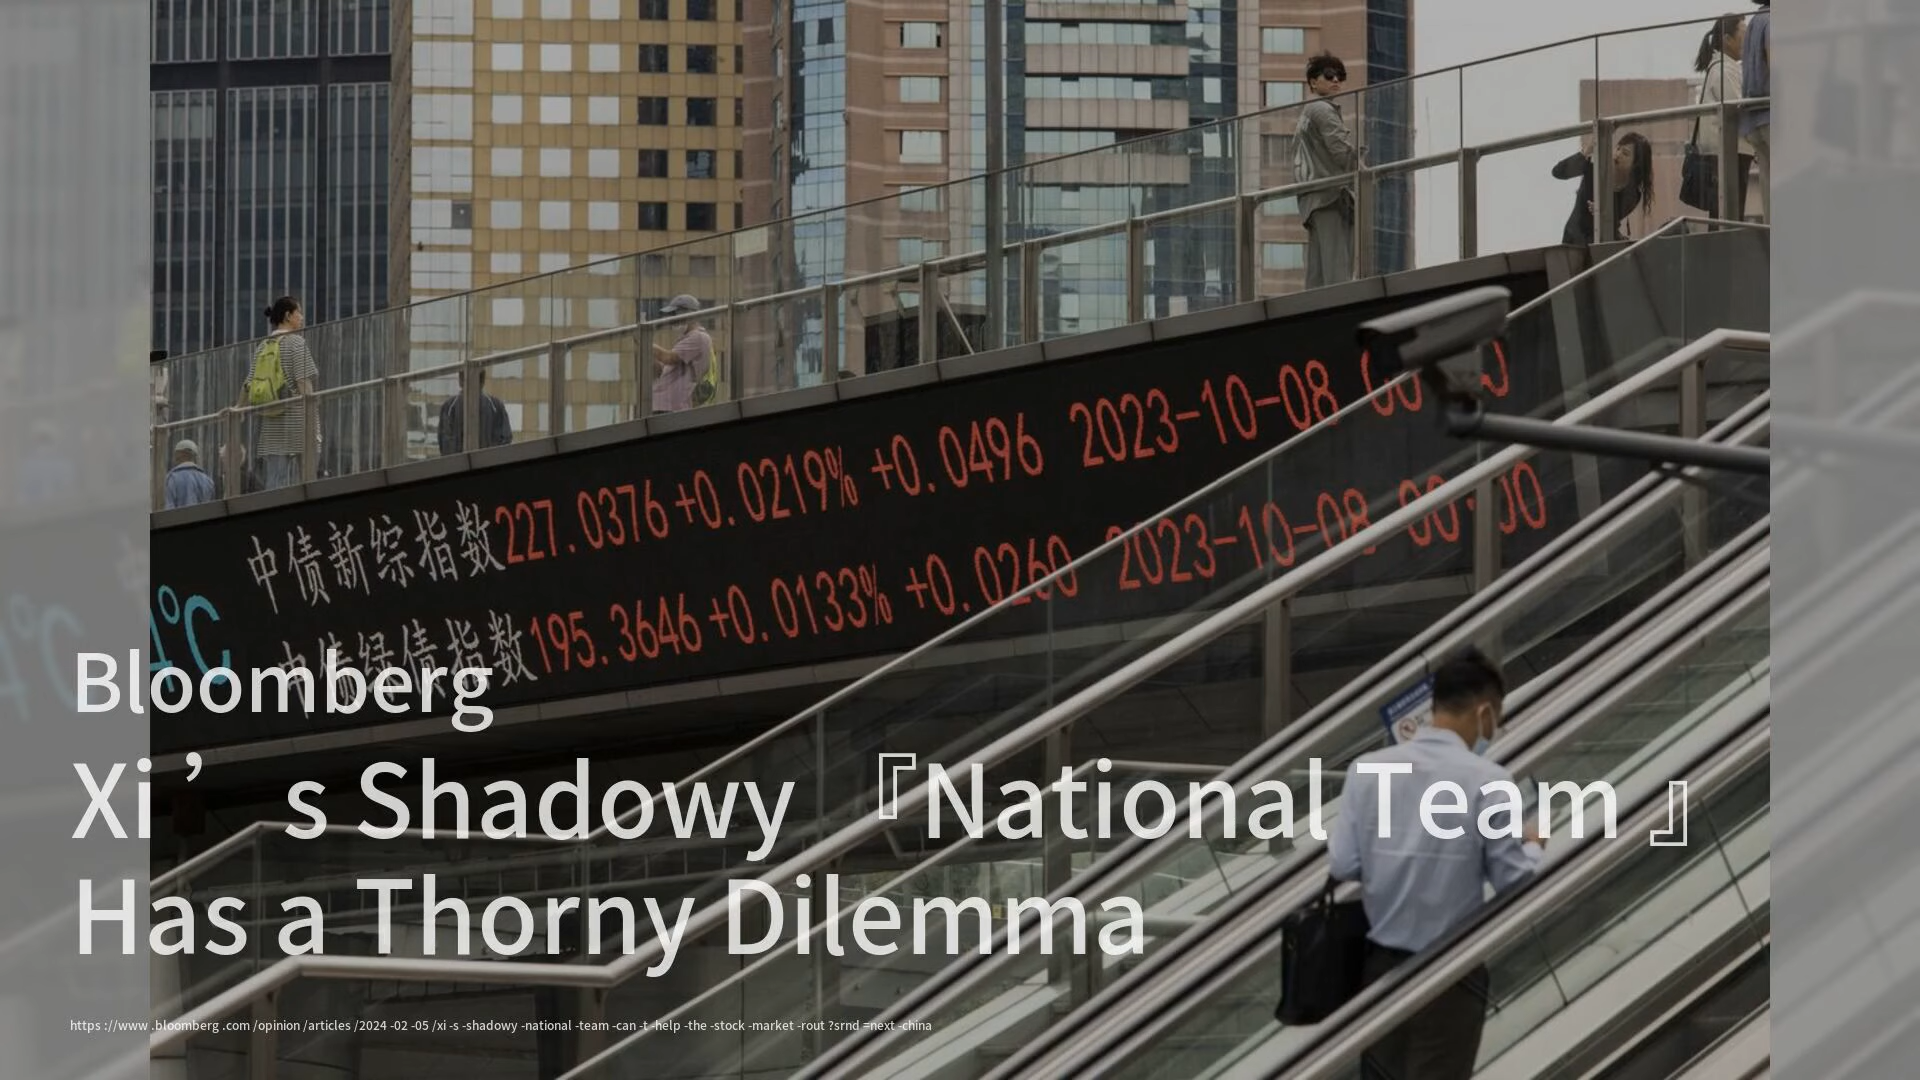 中债新综指数227.0376 +0.0219% +0.0496 2023-10-08
℃ 中债绿债指数195.3646 +0.0133% +0.0260 2023-10-08
Bloomberg
Xi’s Shadowy 『National Team』
Has a Thorny Dilemma
https://www.bloomberg.com/opinion/articles/2024-02-05/xi-s-shadowy-national-team-can-t-help-the-stock-market-rout?srnd=next-china